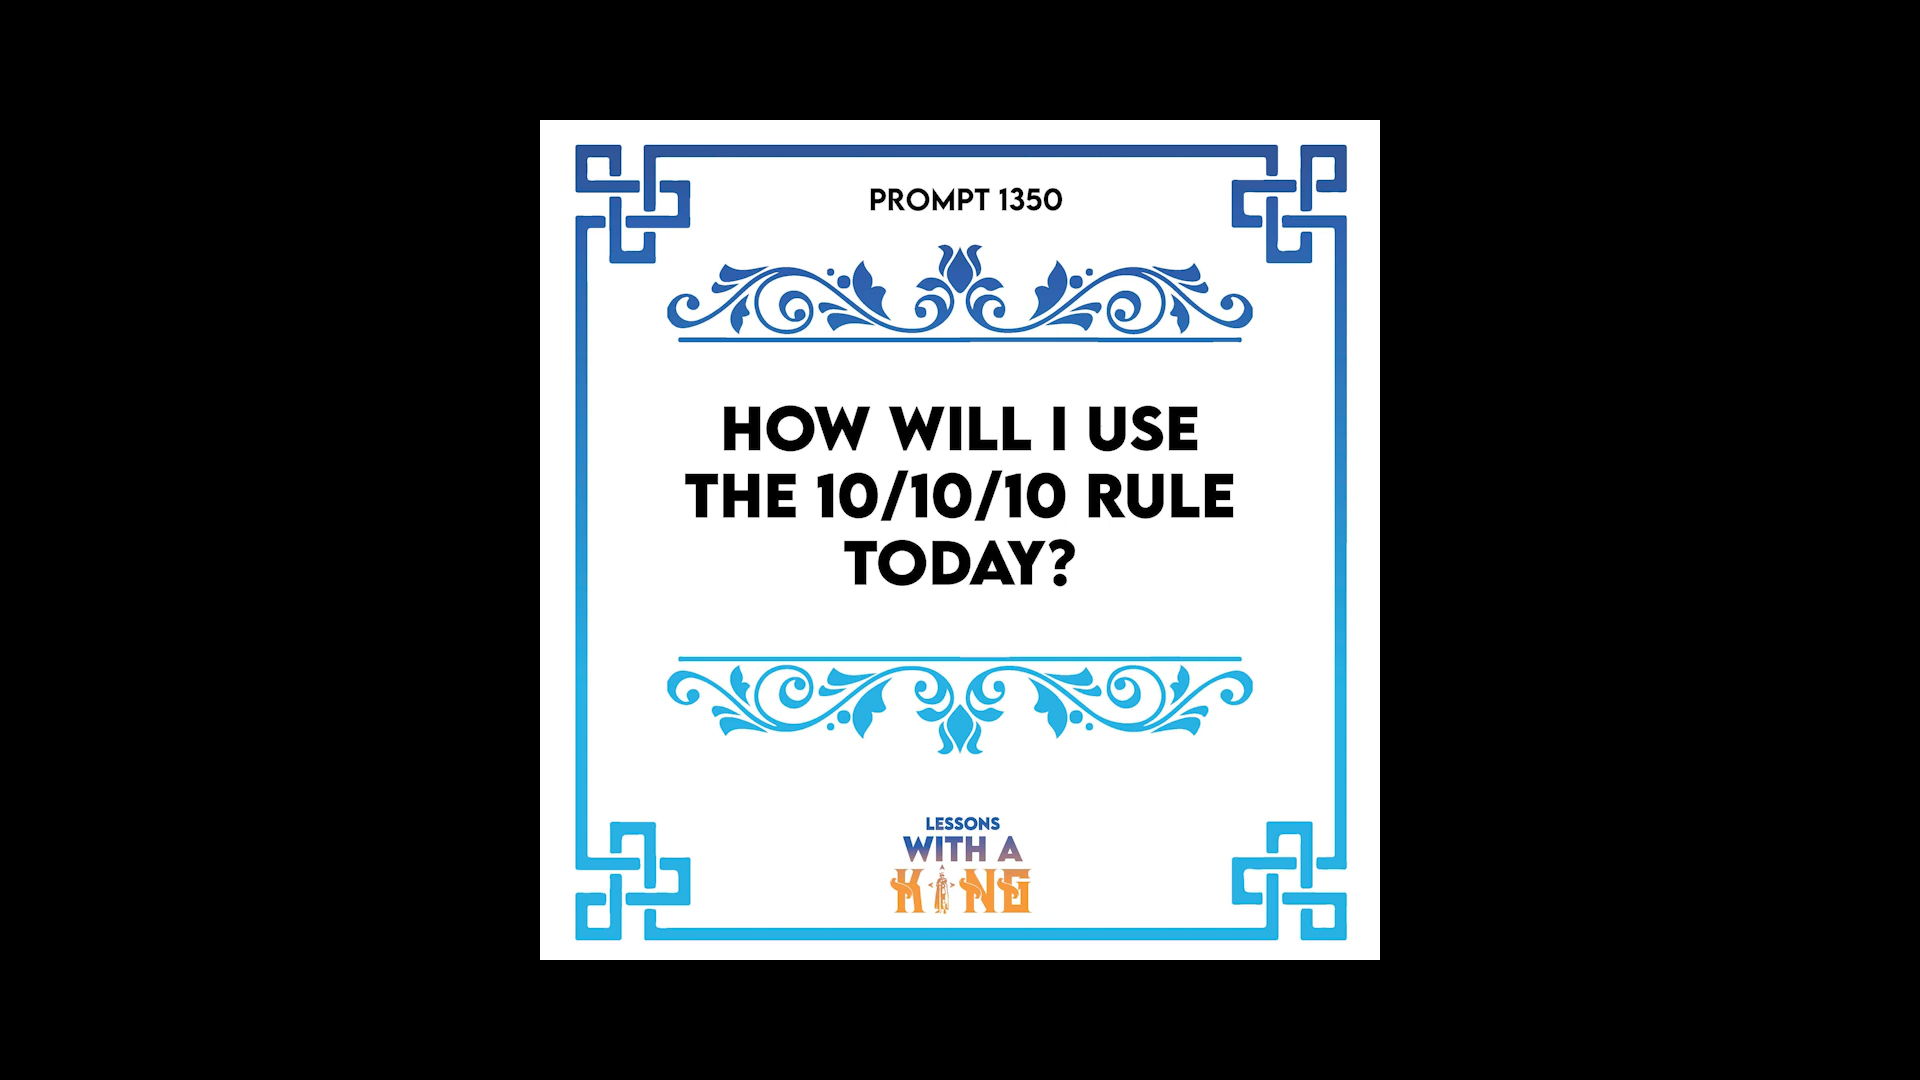 PROMPT 1350
HOW WILL I USE
THE 10/10/10 RULE
TODAY?
LESSONS
WITH A
KING